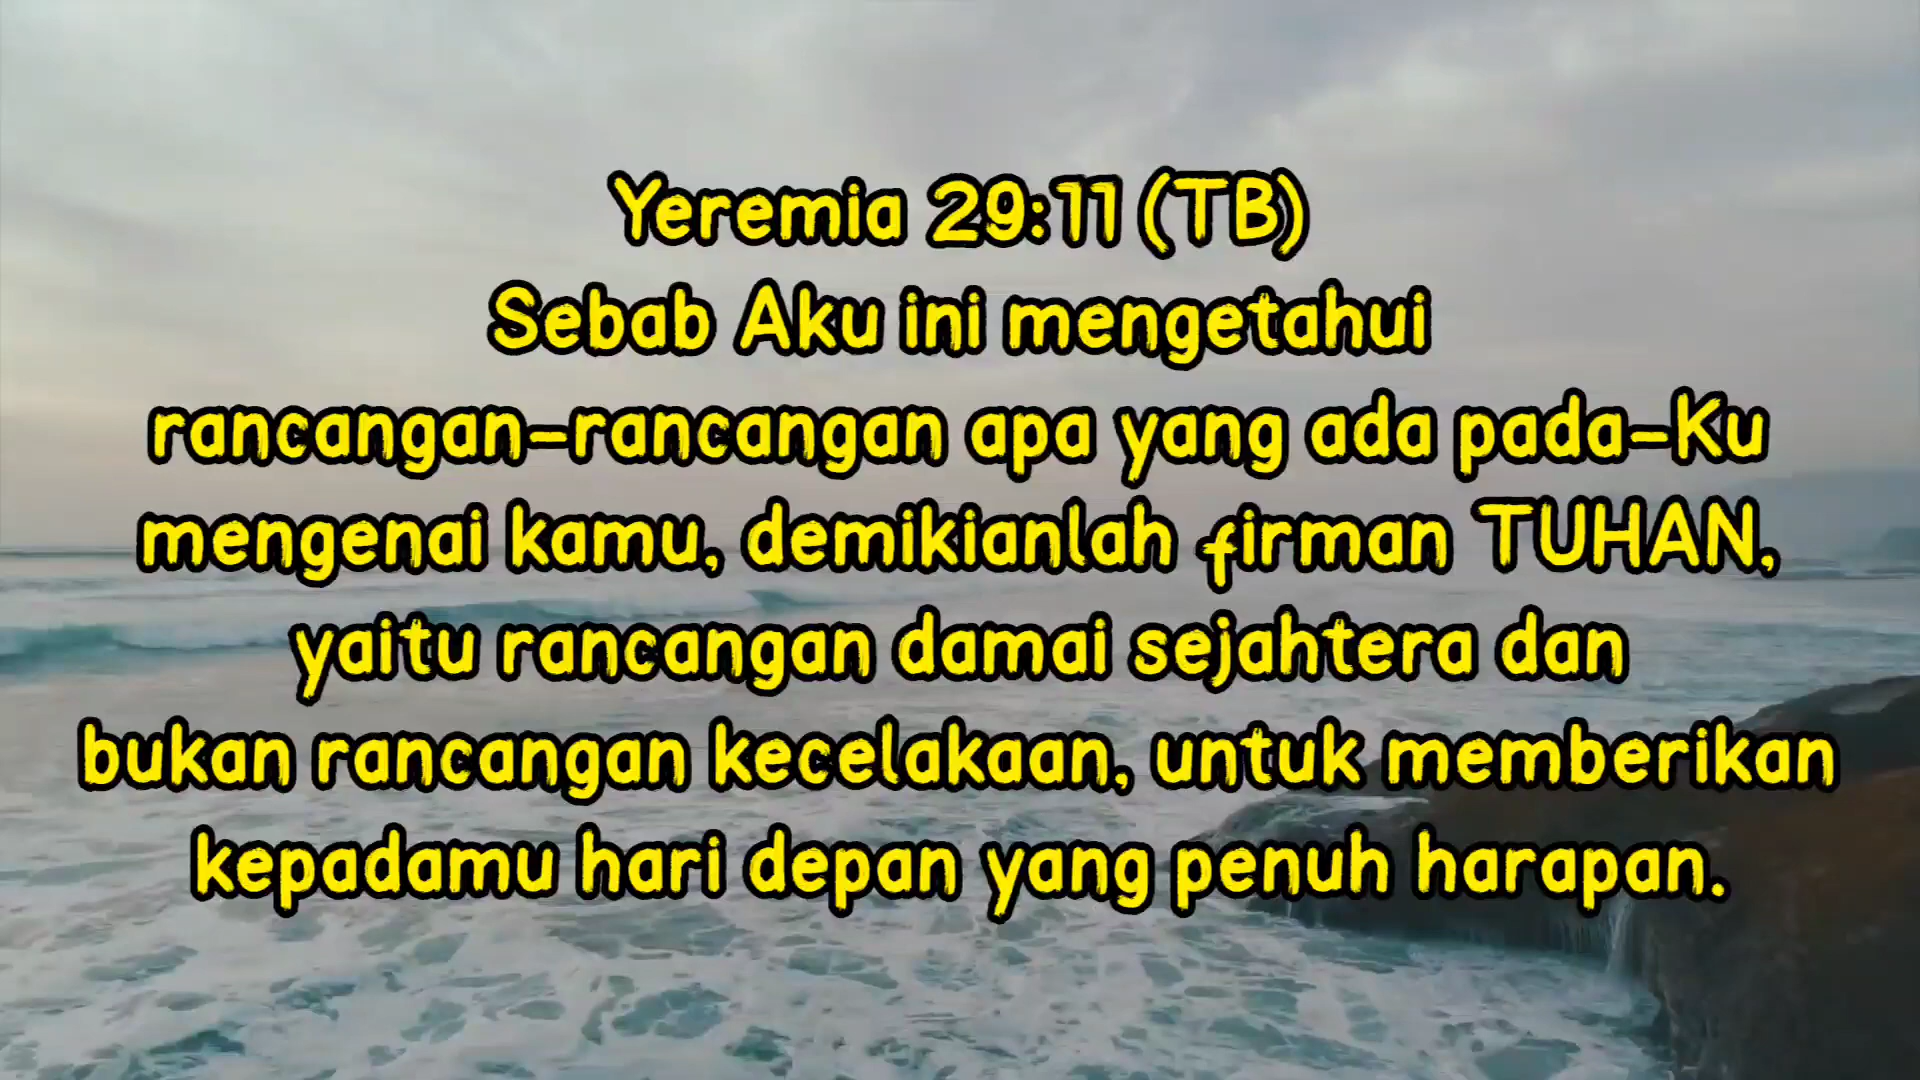 Yeremia 29:11 (TB)
Sebab Aku ini mengetahui
rancangan-rancangan apa yang ada pada-Ku
mengenai kamu, demikianlah firman TUHAN,
yaitu rancangan damai sejahtera dan
bukan rancangan kecelakaan, untuk memberikan
kepadamu hari depan yang penuh harapan.